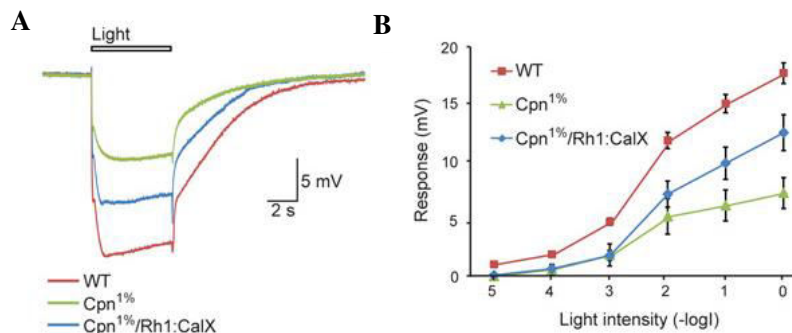 A
Light
5 mV
2 s
WT
Cpn1%
Cpn1%/Rh1:CalX
B
20
15
10
5
0
Response (mV)
WT
Cpn1%
Cpn1%/Rh1:CalX
5 4 3 2 1 0
Light intensity (-logI)